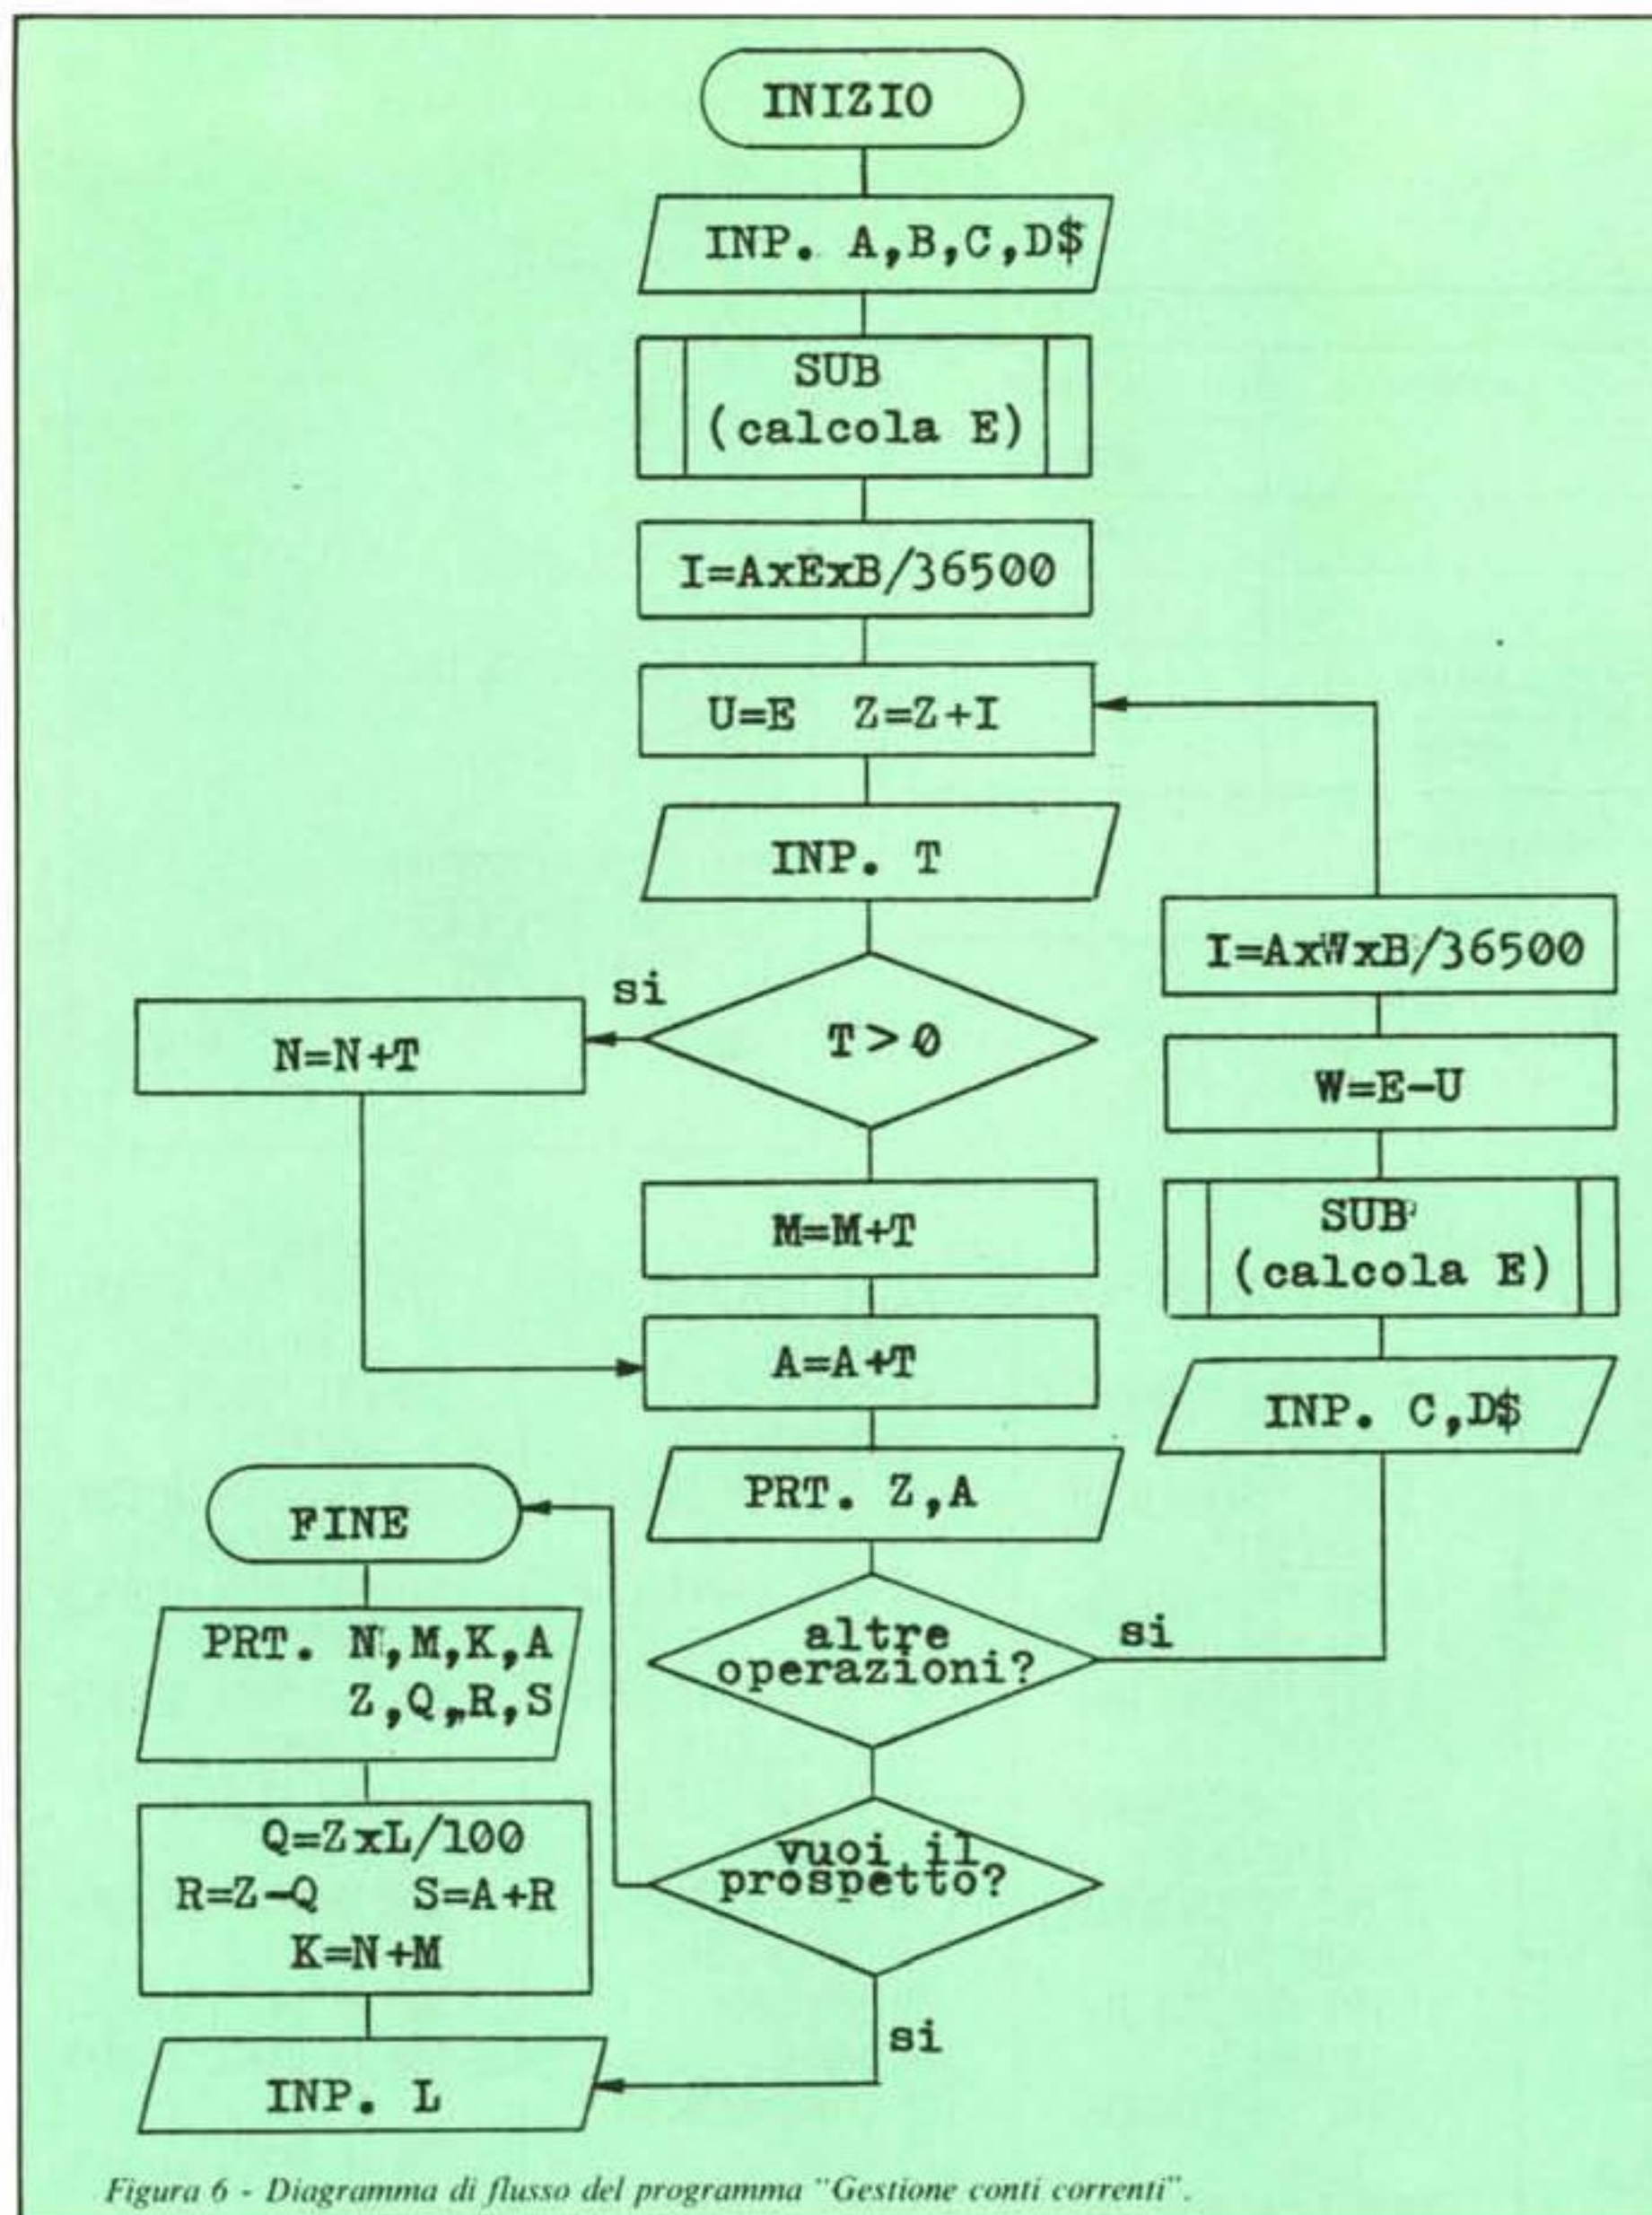 INIZIO
INP. A,B,C,D$
SUB
(calcola E)
I=AxExB/36500
U=E Z=Z+I
INP. T
T>0
si
N=N+T
M=M+T
A=A+T
PRT. Z,A
altre
operazioni?
si
INP. C,D$
SUB
(calcola E)
W=E-U
I=AxWxB/36500
vuoi il
prospetto?
si
INP. L
Q=ZxL/100
R=Z-Q S=A+R
K=N+M
PRT. N,M,K,A
Z,Q,R,S
FINE
Figura 6 - Diagramma di flusso del programma "Gestione conti correnti".